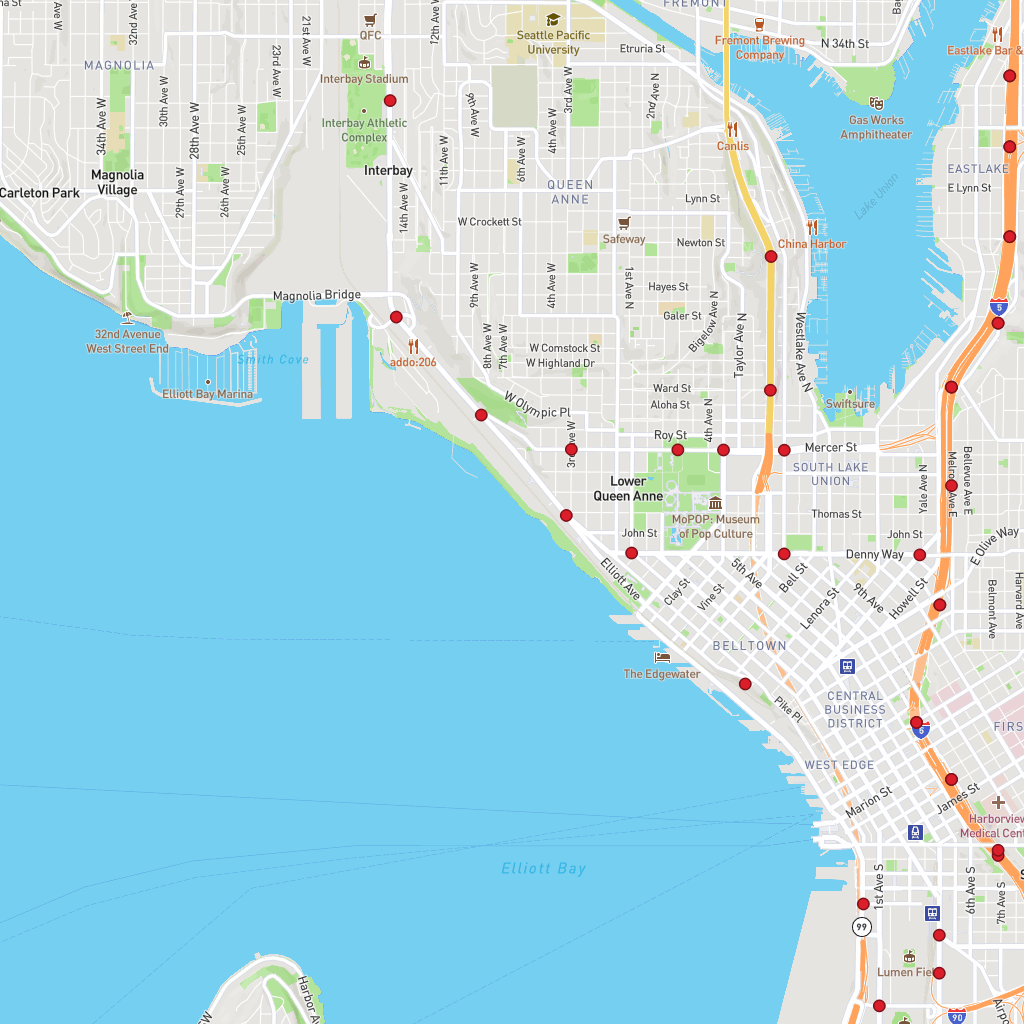 FREMONT
32nd Ave W
21st Ave W
QFC
12th Ave W
Seattle Pacific
University
Etruria St
Fremont Brewing
Company
N 34th St
Eastlake Bar &
MAGNOLIA
23rd Ave W
Interbay Stadium
30th Ave W
34th Ave W
28th Ave W
25th Ave W
Interbay Athletic
Complex
9th Ave W
3rd Ave W
4th Ave W
2nd Ave N
Gas Works
Amphitheater
Canlis
11th Ave W
6th Ave W
Magnolia
Village
Carleton Park
Interbay
29th Ave W
26th Ave W
14th Ave W
QUEEN
ANNE
EASTLAKE
E Lynn St
Lake Union
Lynn St
W Crockett St
Safeway
Newton St
China Harbor
9th Ave W
4th Ave W
1st Ave N
Hayes St
Magnolia Bridge
Galer St
Bigelow Ave N
Taylor Ave N
Westlake Ave N
5
32nd Avenue
West Street End
Smith Cove
addo:206
8th Ave W
7th Ave W
W Comstock St
W Highland Dr
Elliott Bay Marina
W Olympic Pl
Ward St
Aloha St
4th Ave N
Swiftsure
3rd Ave W
Roy St
Mercer St
SOUTH LAKE
UNION
Yale Ave N
Bellevue Ave E
Lower
Queen Anne
Thomas St
MoPOP: Museum
of Pop Culture
John St
John St
Denny Way
E Olive Way
Elliott Ave
Clay St
Vine St
5th Ave
Bell St
Lenora St
9th Ave
Howell St
Belmont Ave
Harvard Ave
BELLTOWN
The Edgewater
Pike Pl
CENTRAL
BUSINESS
DISTRICT
5
FIRS
WEST EDGE
Marion St
James St
Harborview
Medical Cent
Elliott Bay
1st Ave S
6th Ave S
7th Ave S
99
Lumen Fiel
Harbor Av
90
Airpo